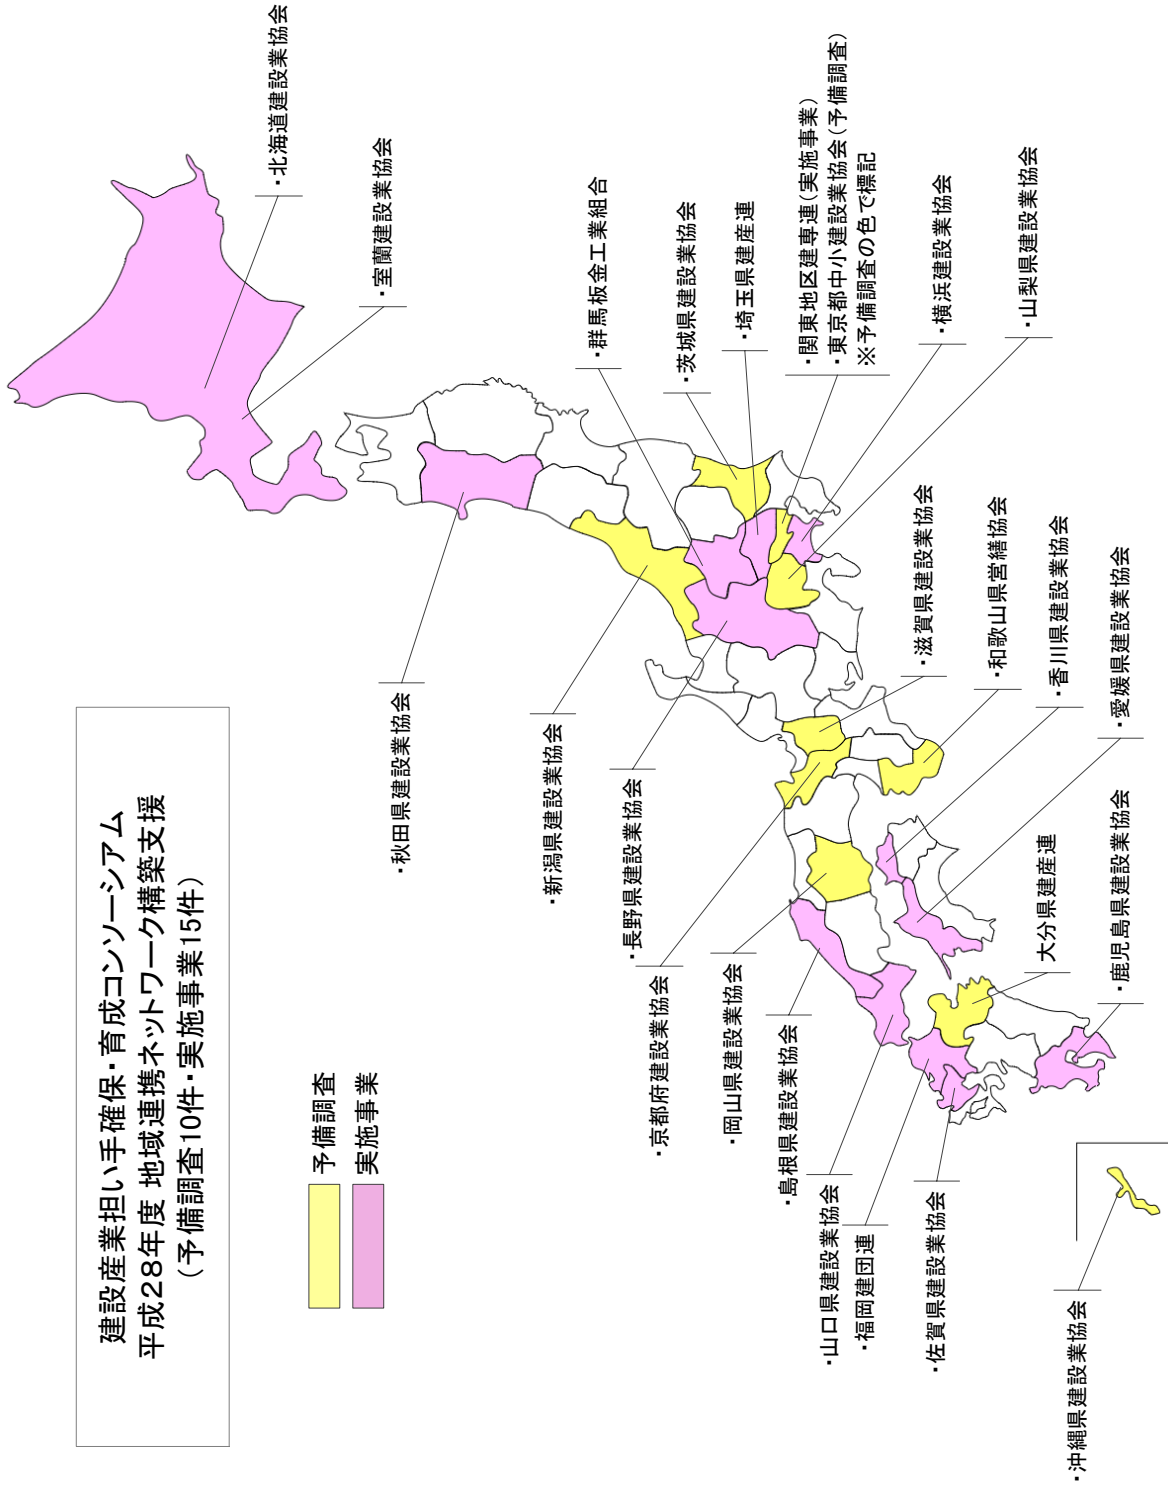 建設産業担い手確保・育成コンソーシアム
平成28年度 地域連携ネットワーク構築支援
（予備調査10件・実施事業15件）
予備調査
実施事業
・北海道建設業協会
・室蘭建設業協会
・群馬板金工業組合
・茨城県建設業協会
・埼玉県建産連
・関東地区建専連（実施事業）
・東京都中小建設業協会（予備調査）
※予備調査の色で標記
・横浜建設業協会
・山梨県建設業協会
・秋田県建設業協会
・新潟県建設業協会
・長野県建設業協会
・滋賀県建設業協会
・和歌山県営繕協会
・香川県建設業協会
・愛媛県建設業協会
・京都府建設業協会
・岡山県建設業協会
・島根県建設業協会
大分県建産連
・鹿児島県建設業協会
・山口県建設業協会
・福岡建団連
・佐賀県建設業協会
・沖縄県建設業協会